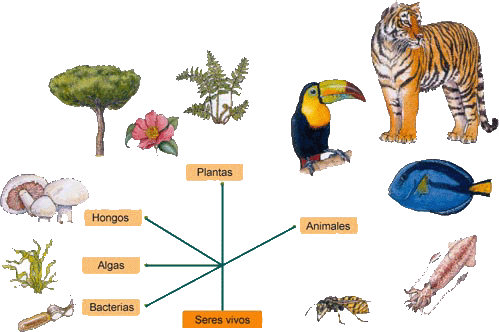 Plantas
Hongos
Animales
Algas
Bacterias
Seres vivos